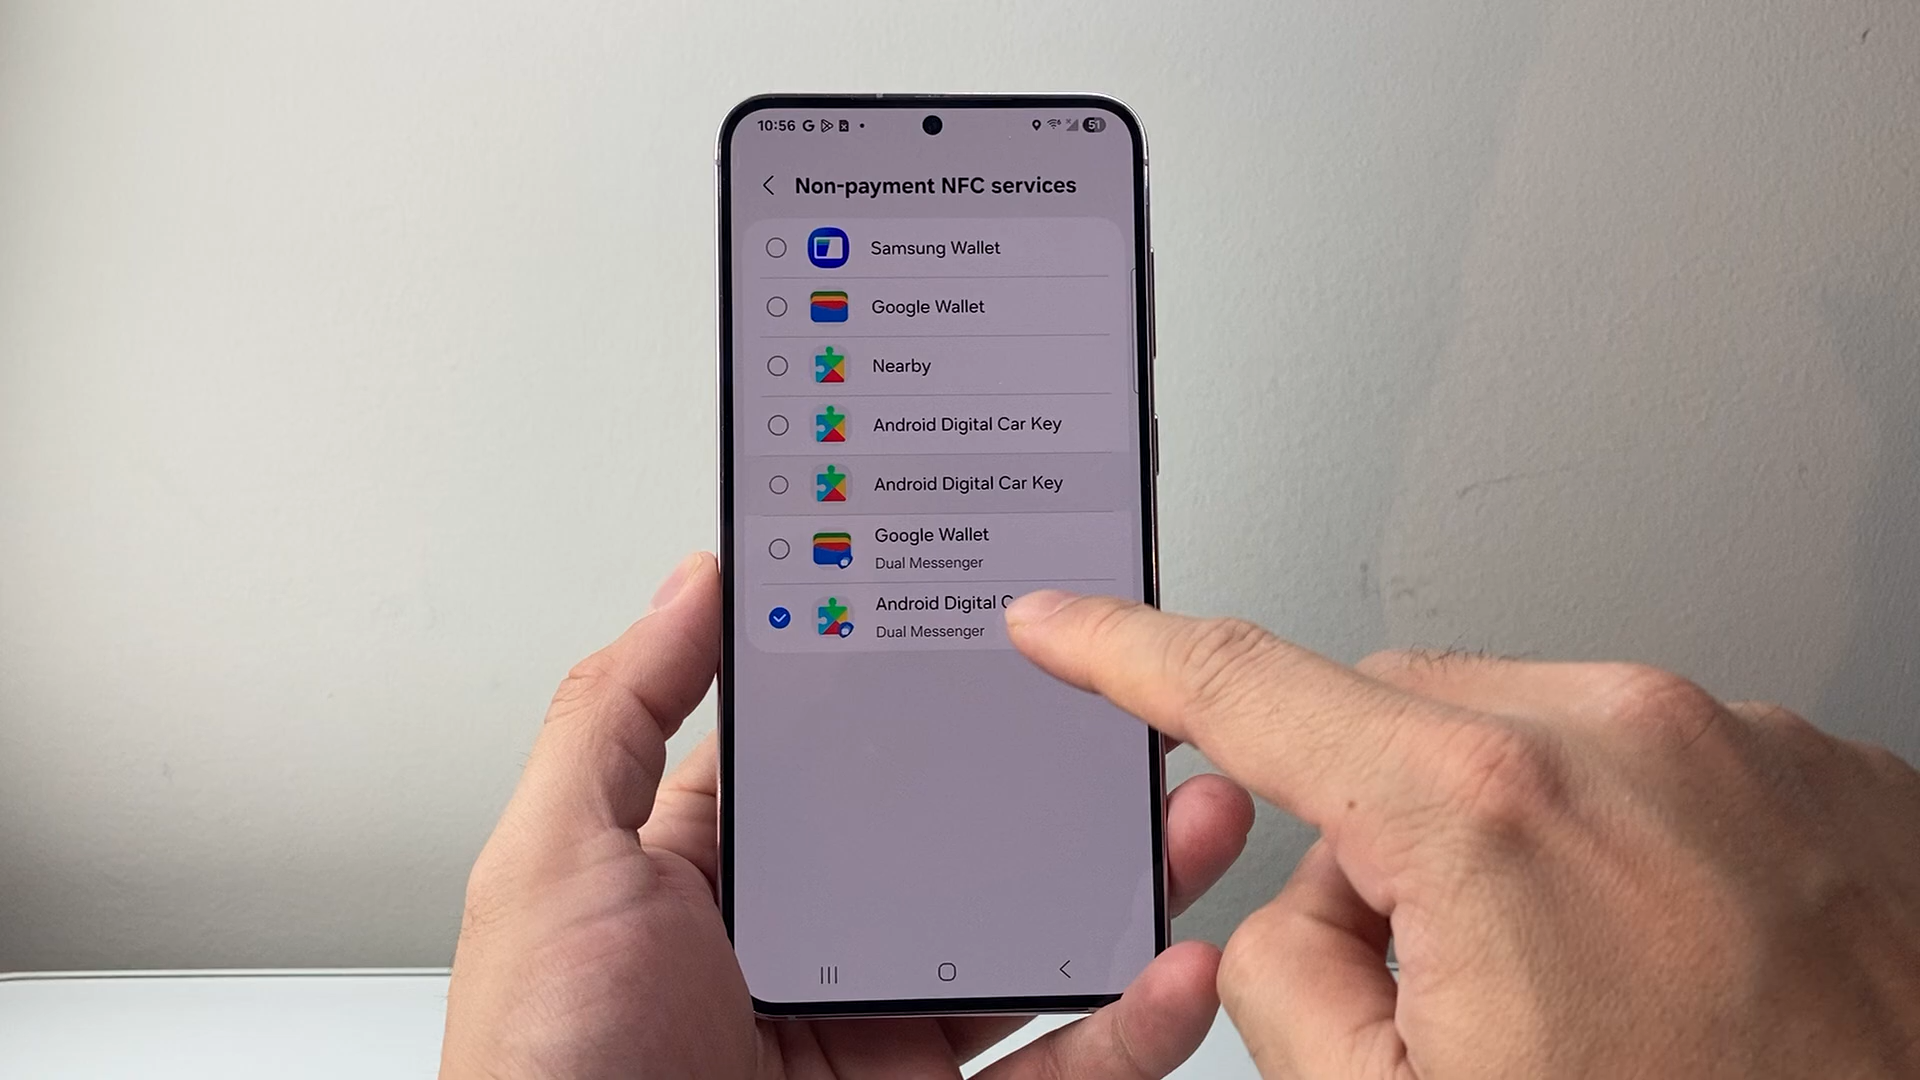 10:56 G
51
Non-payment NFC services
Samsung Wallet
Google Wallet
Nearby
Android Digital Car Key
Android Digital Car Key
Google Wallet
Dual Messenger
Android Digital
Dual Messenger